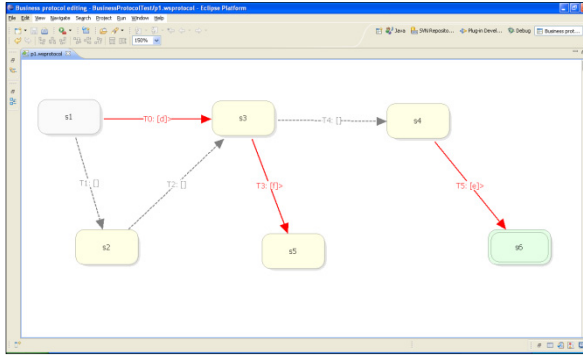 Business protocol editing - BusinessProtocolTest/p1.wsprotocol - Eclipse Platform
File Edit View Navigate Search Project Run Window Help
Java SVN Reposito... Plug-in Devel... Debug Business prot...
150%
p1.wsprotocol
s1
T0: [d]>
s3
T4: []
s4
T1: []
T2: []
T3: [f]>
T5: [e]>
s2
s5
s6